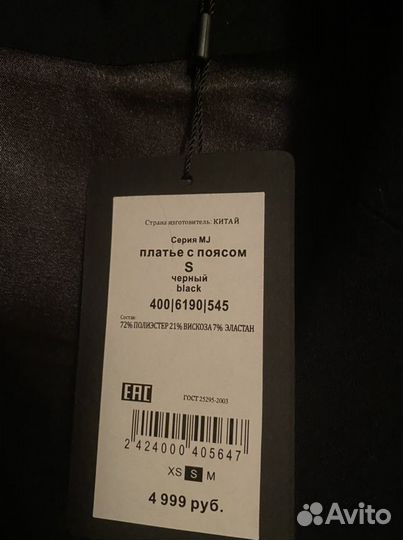 Страна изготовитель: КИТАЙ
Серия MJ
платье с поясом
S
черный
black
400|6190|545
Состав:
72% ПОЛИЭСТЕР 21% ВИСКОЗА 7% ЭЛАСТАН
EAC
ГОСТ 25295-2003
2 424000 405647
XS S M
4 999 руб.
Avito